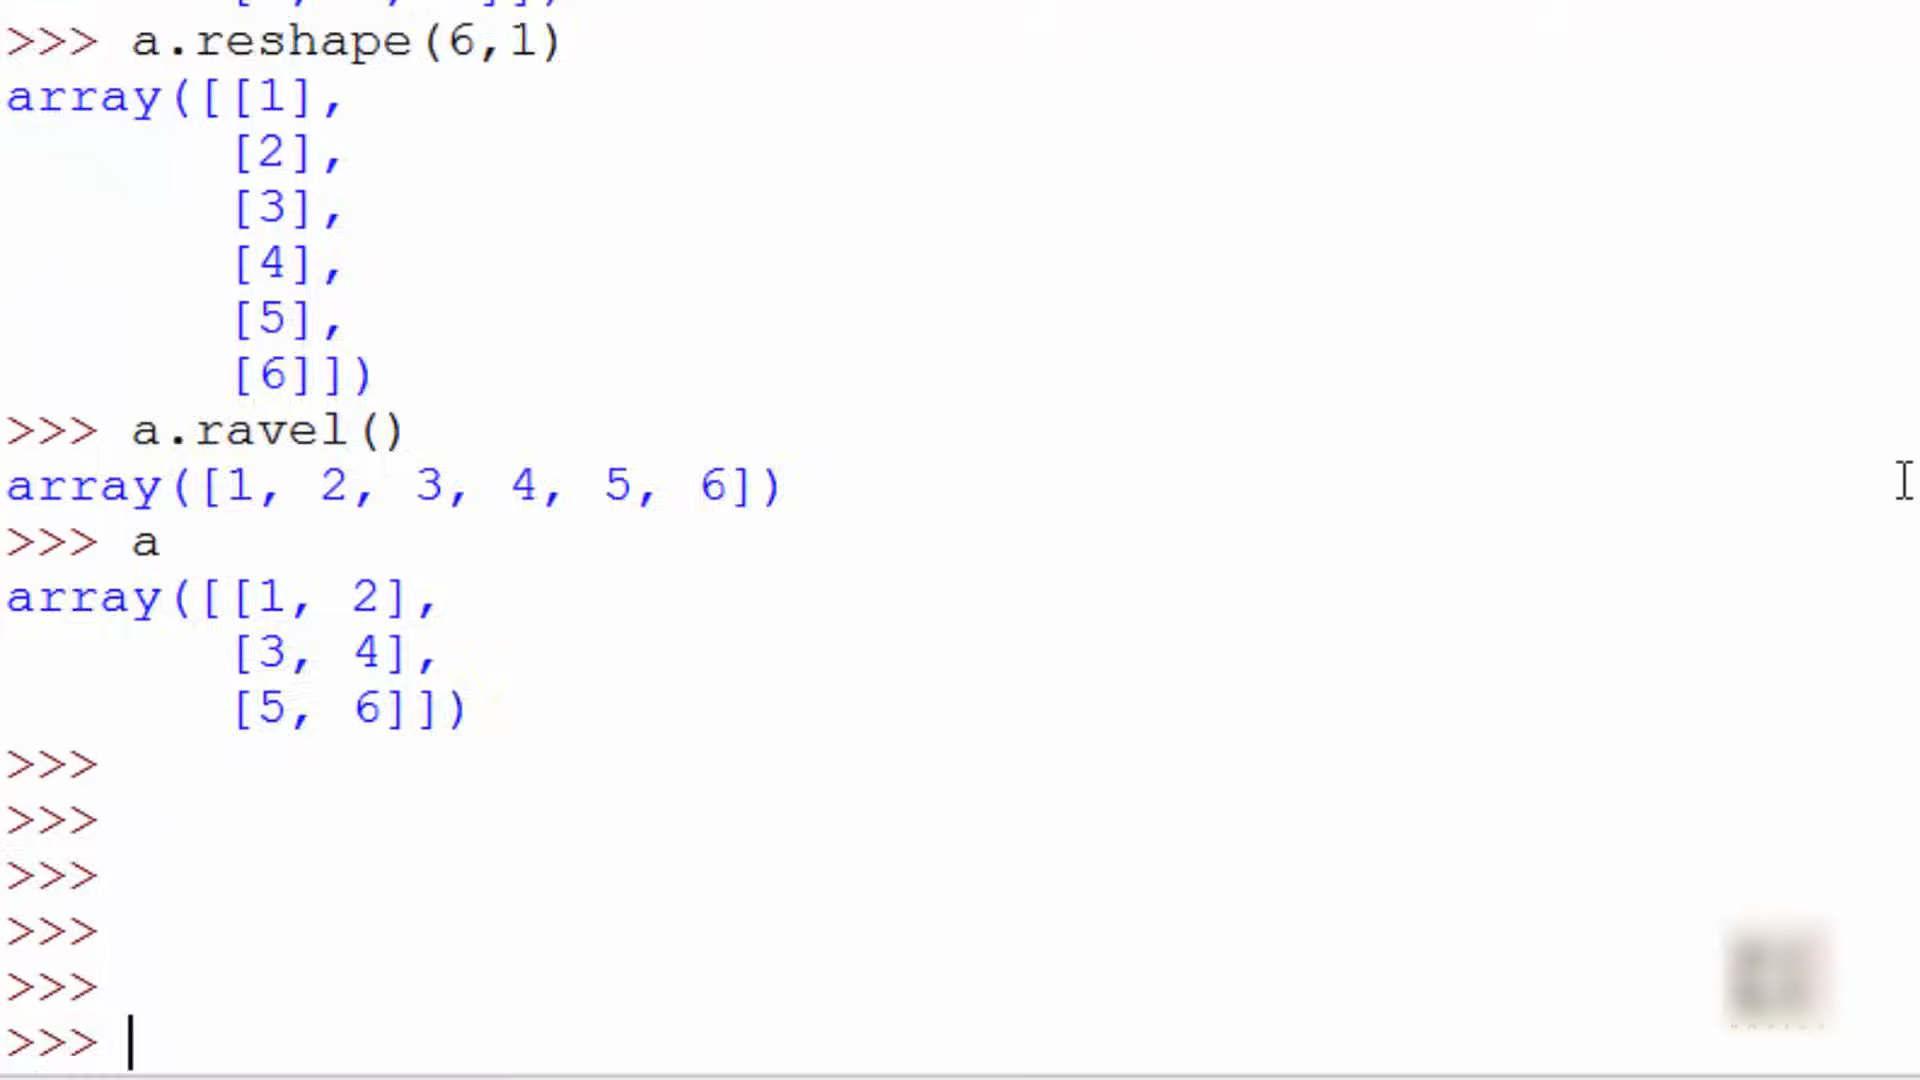 >>> a.reshape(6,1)
array([[1],
       [2],
       [3],
       [4],
       [5],
       [6]])
>>> a.ravel()
array([1, 2, 3, 4, 5, 6])
>>> a
array([[1, 2],
       [3, 4],
       [5, 6]])
>>>
>>>
>>>
>>>
>>>
>>>